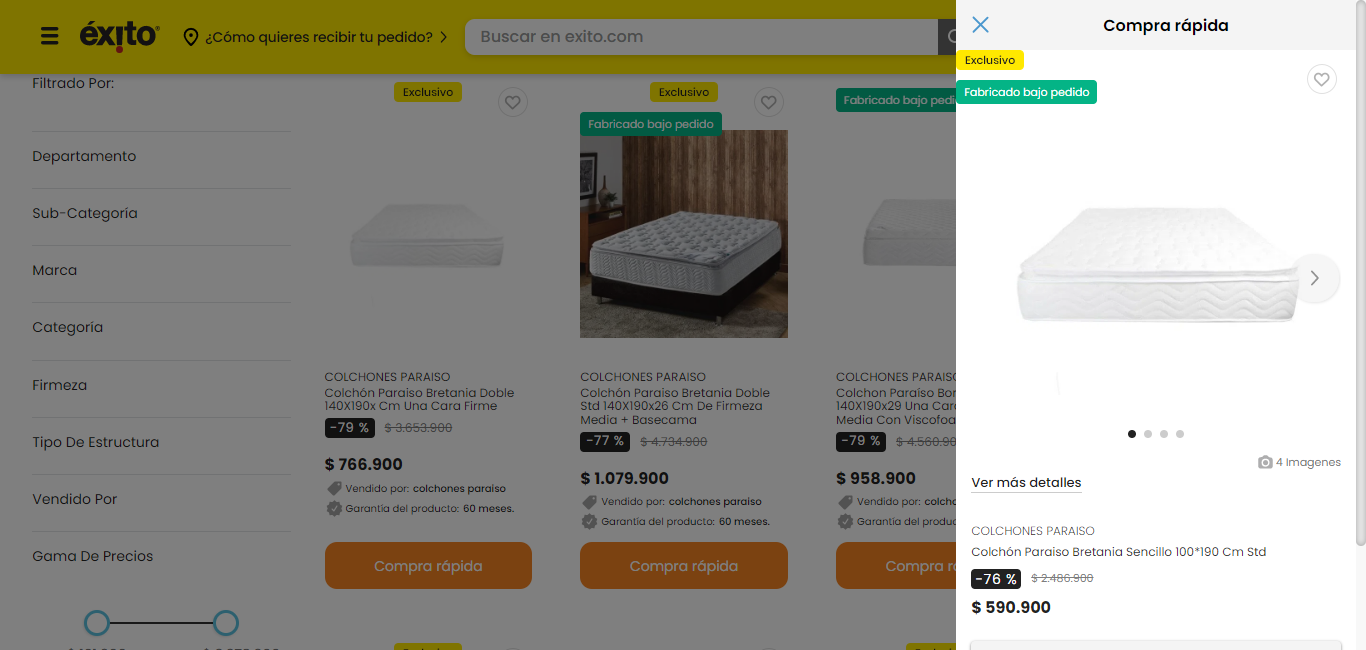 éxito
¿Cómo quieres recibir tu pedido?
Buscar en exito.com
Filtrado Por:
Departamento
Sub-Categoría
Marca
Categoría
Firmeza
Tipo De Estructura
Vendido Por
Gama De Precios
Exclusivo
COLCHONES PARAISO
Colchón Paraiso Bretania Doble
140X190x Cm Una Cara Firme
-79 % $ 3.653.900
$ 766.900
Vendido por: colchones paraiso
Garantía del producto: 60 meses.
Compra rápida
Exclusivo
Fabricado bajo pedido
COLCHONES PARAISO
Colchón Paraiso Bretania Doble
Std 140X190x26 Cm De Firmeza
Media + Basecama
-77 % $ 4.734.900
$ 1.079.900
Vendido por: colchones paraiso
Garantía del producto: 60 meses.
Compra rápida
Fabricado bajo pedi
COLCHONES PARAISO
Colchon Paraiso Bon
140X190x29 Una Cara
Media Con Viscofoa
-79 % $ 4.560.90
$ 958.900
Vendido por: colcho
Garantía del produc
Compra rá
Exclusivo
Exclusivo
Compra rápida
Exclusivo
Fabricado bajo pedido
4 Imagenes
Ver más detalles
COLCHONES PARAISO
Colchón Paraiso Bretania Sencillo 100*190 Cm Std
-76 % $ 2.486.900
$ 590.900